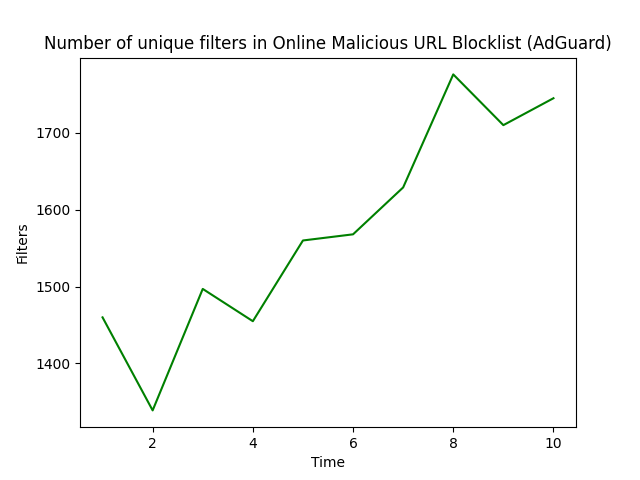 Number of unique filters in Online Malicious URL Blocklist (AdGuard)
1700
1600
1500
1400
Filters
2 4 6 8 10
Time